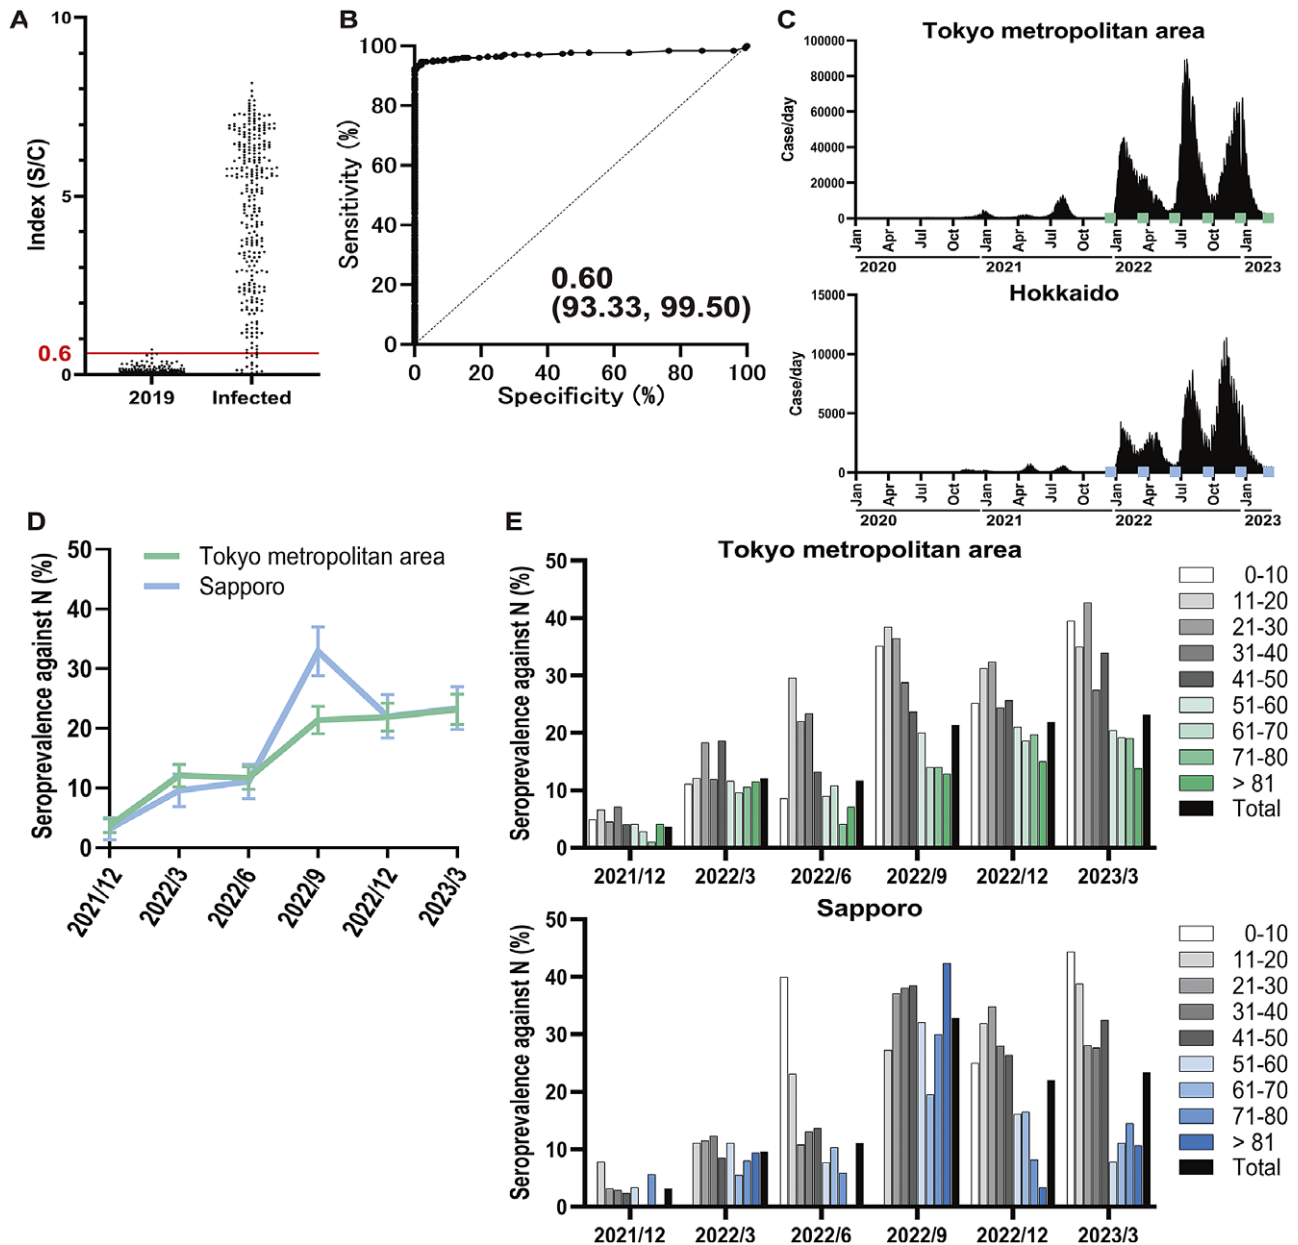 A
10
5
0.6
0
Index (S/C)
2019
Infected
B
100
80
60
40
20
0
Sensitivity (%)
0.60
(93.33, 99.50)
0
20
40
60
80
100
Specificity (%)
C
Tokyo metropolitan area
100000
80000
60000
40000
20000
0
Case/day
Jan
Apr
Jul
Oct
Jan
Apr
Jul
Oct
Jan
Apr
Jul
Oct
Jan
2020
2021
2022
2023
Hokkaido
15000
10000
5000
0
Case/day
Jan
Apr
Jul
Oct
Jan
Apr
Jul
Oct
Jan
Apr
Jul
Oct
Jan
2020
2021
2022
2023
D
50
40
30
20
10
0
Seroprevalence against N (%)
Tokyo metropolitan area
Sapporo
2021/12
2022/3
2022/6
2022/9
2022/12
2023/3
E
Tokyo metropolitan area
50
40
30
20
10
0
Seroprevalence against N (%)
2021/12
2022/3
2022/6
2022/9
2022/12
2023/3
0-10
11-20
21-30
31-40
41-50
51-60
61-70
71-80
> 81
Total
Sapporo
50
40
30
20
10
0
Seroprevalence against N (%)
2021/12
2022/3
2022/6
2022/9
2022/12
2023/3
0-10
11-20
21-30
31-40
41-50
51-60
61-70
71-80
> 81
Total